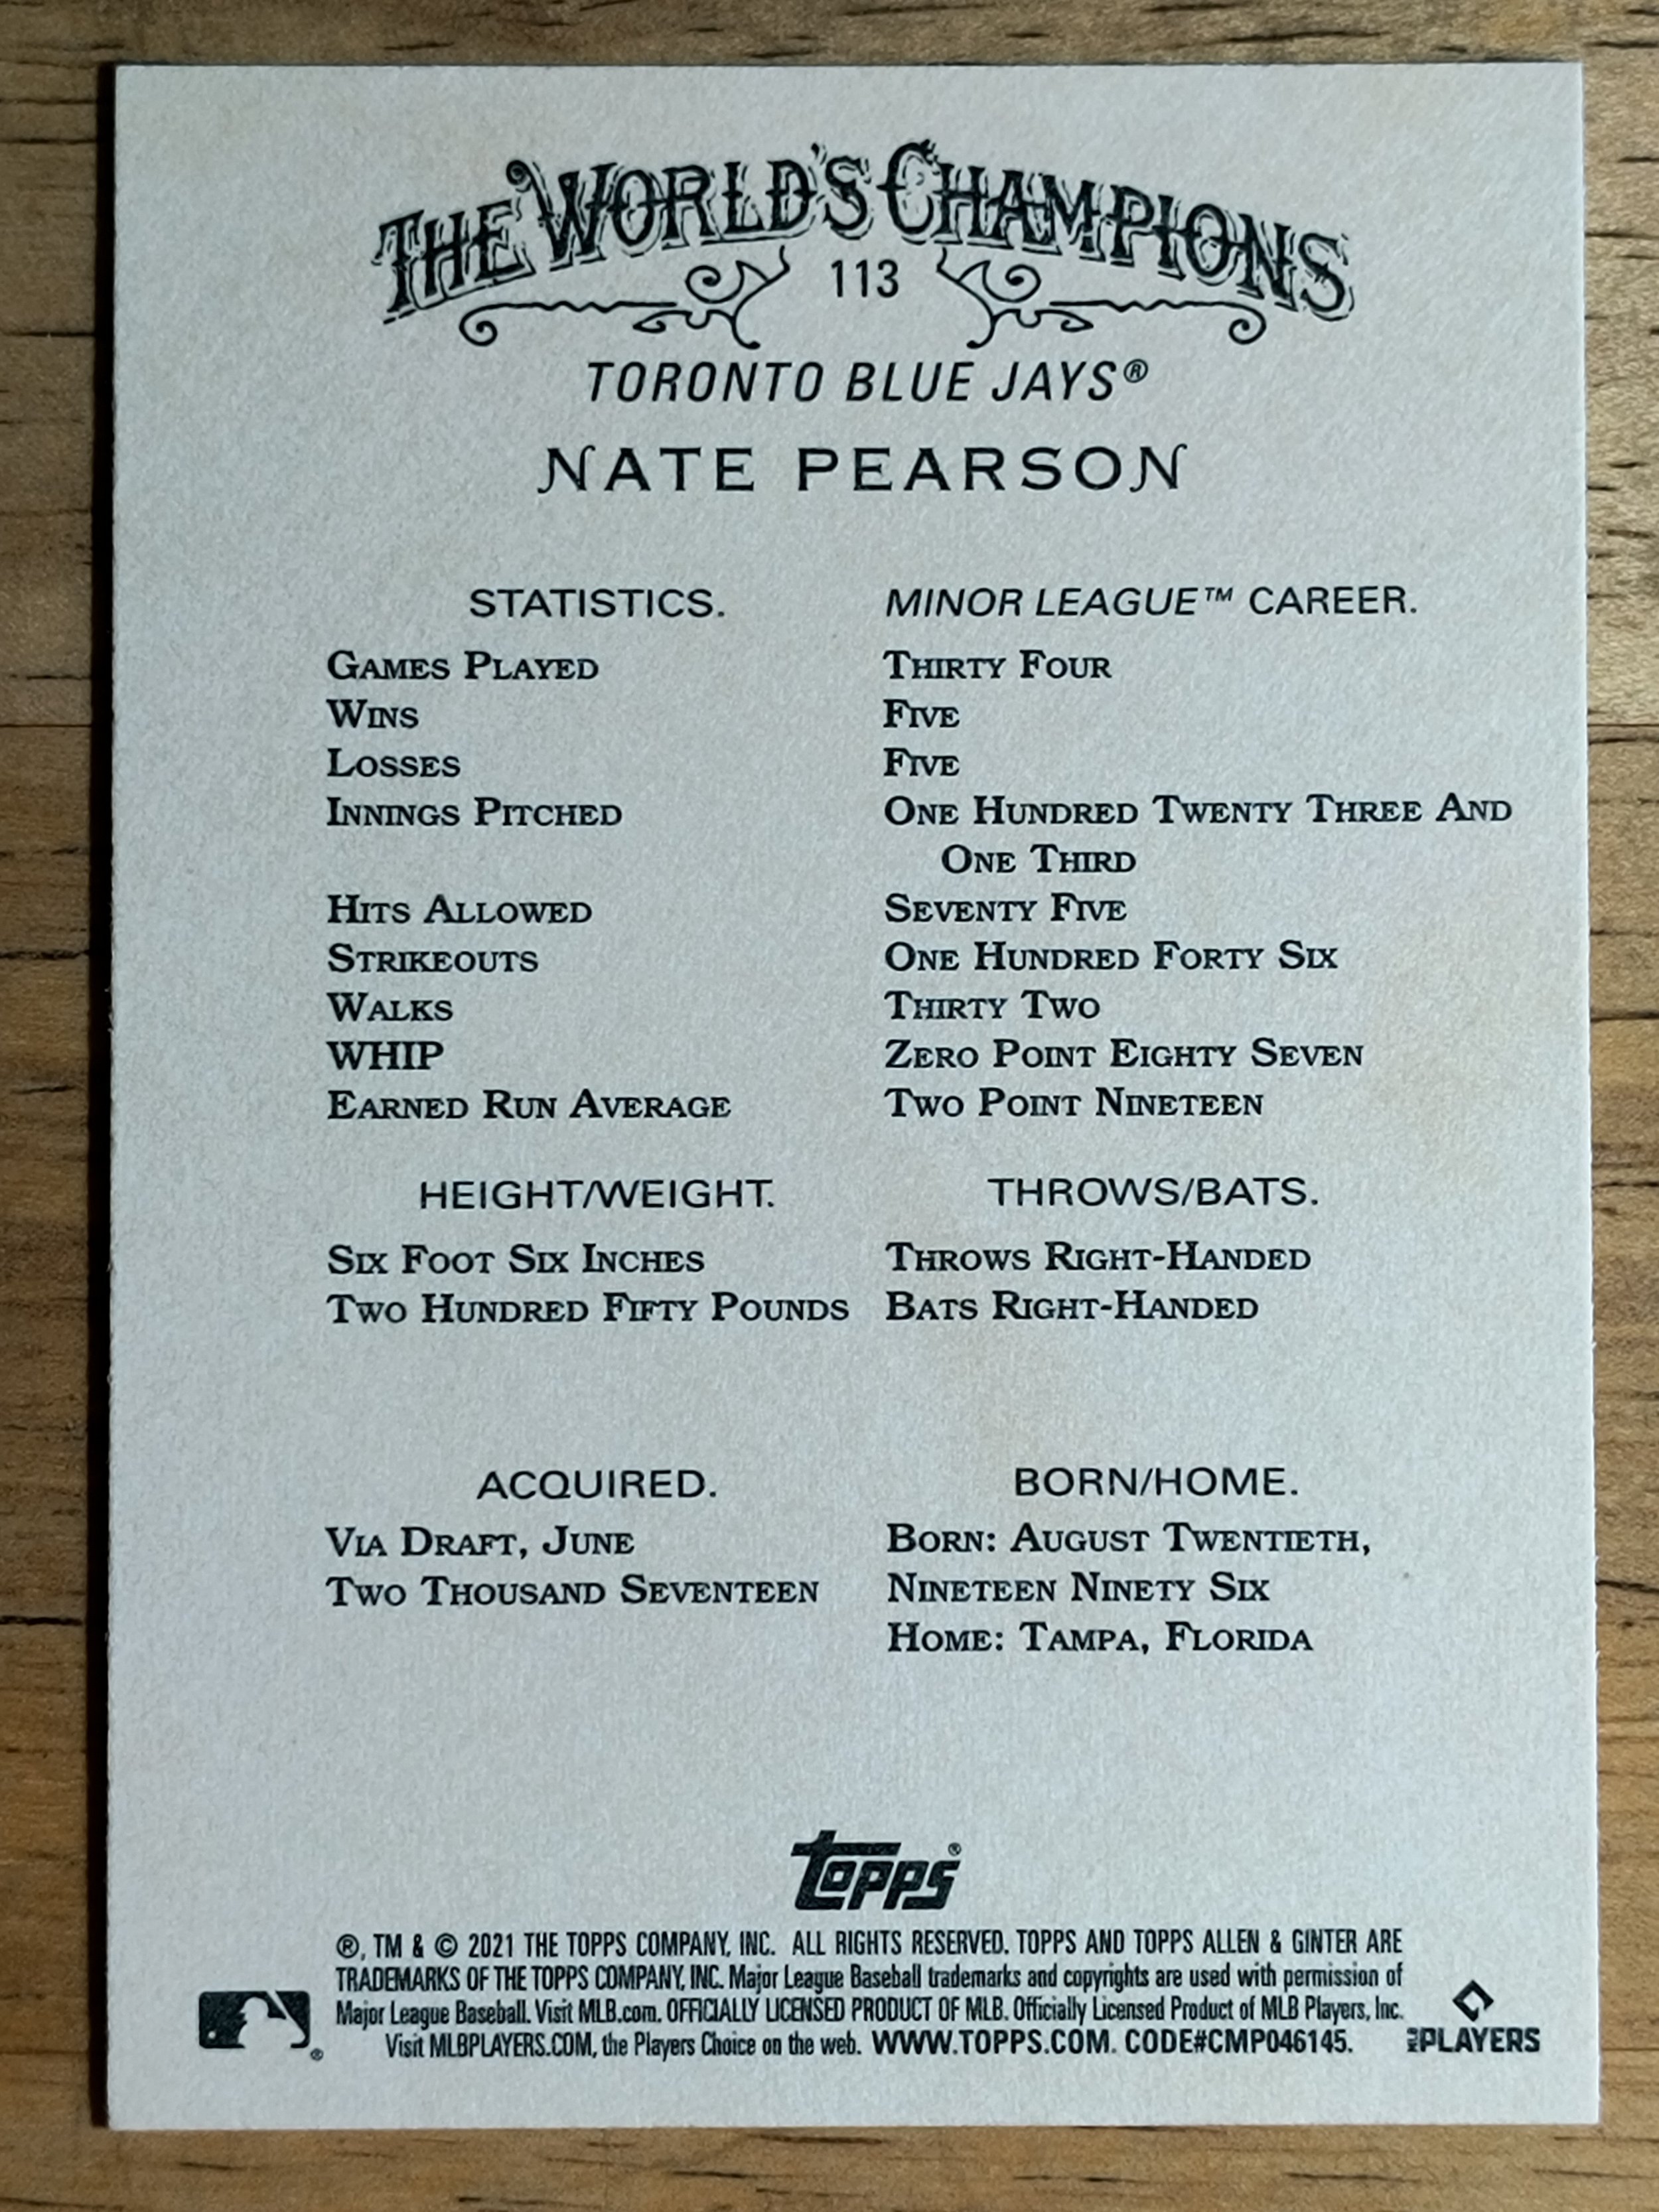 THE WORLD'S CHAMPIONS
113
TORONTO BLUE JAYS®
NATE PEARSON
STATISTICS. MINOR LEAGUE™ CAREER.
GAMES PLAYED THIRTY FOUR
WINS FIVE
LOSSES FIVE
INNINGS PITCHED ONE HUNDRED TWENTY THREE AND
ONE THIRD
HITS ALLOWED SEVENTY FIVE
STRIKEOUTS ONE HUNDRED FORTY SIX
WALKS THIRTY TWO
WHIP ZERO POINT EIGHTY SEVEN
EARNED RUN AVERAGE TWO POINT NINETEEN
HEIGHT/WEIGHT. THROWS/BATS.
SIX FOOT SIX INCHES THROWS RIGHT-HANDED
TWO HUNDRED FIFTY POUNDS BATS RIGHT-HANDED
ACQUIRED. BORN/HOME.
VIA DRAFT, JUNE BORN: AUGUST TWENTIETH,
TWO THOUSAND SEVENTEEN NINETEEN NINETY SIX
HOME: TAMPA, FLORIDA
topps®
®, TM & © 2021 THE TOPPS COMPANY, INC. ALL RIGHTS RESERVED. TOPPS AND TOPPS ALLEN & GINTER ARE
TRADEMARKS OF THE TOPPS COMPANY, INC. Major League Baseball trademarks and copyrights are used with permission of
Major League Baseball. Visit MLB.com. OFFICIALLY LICENSED PRODUCT OF MLB. Officially Licensed Product of MLB Players, Inc.
Visit MLBPLAYERS.COM, the Players Choice on the web. WWW.TOPPS.COM. CODE#CMP046145.
®
MLB PLAYERS